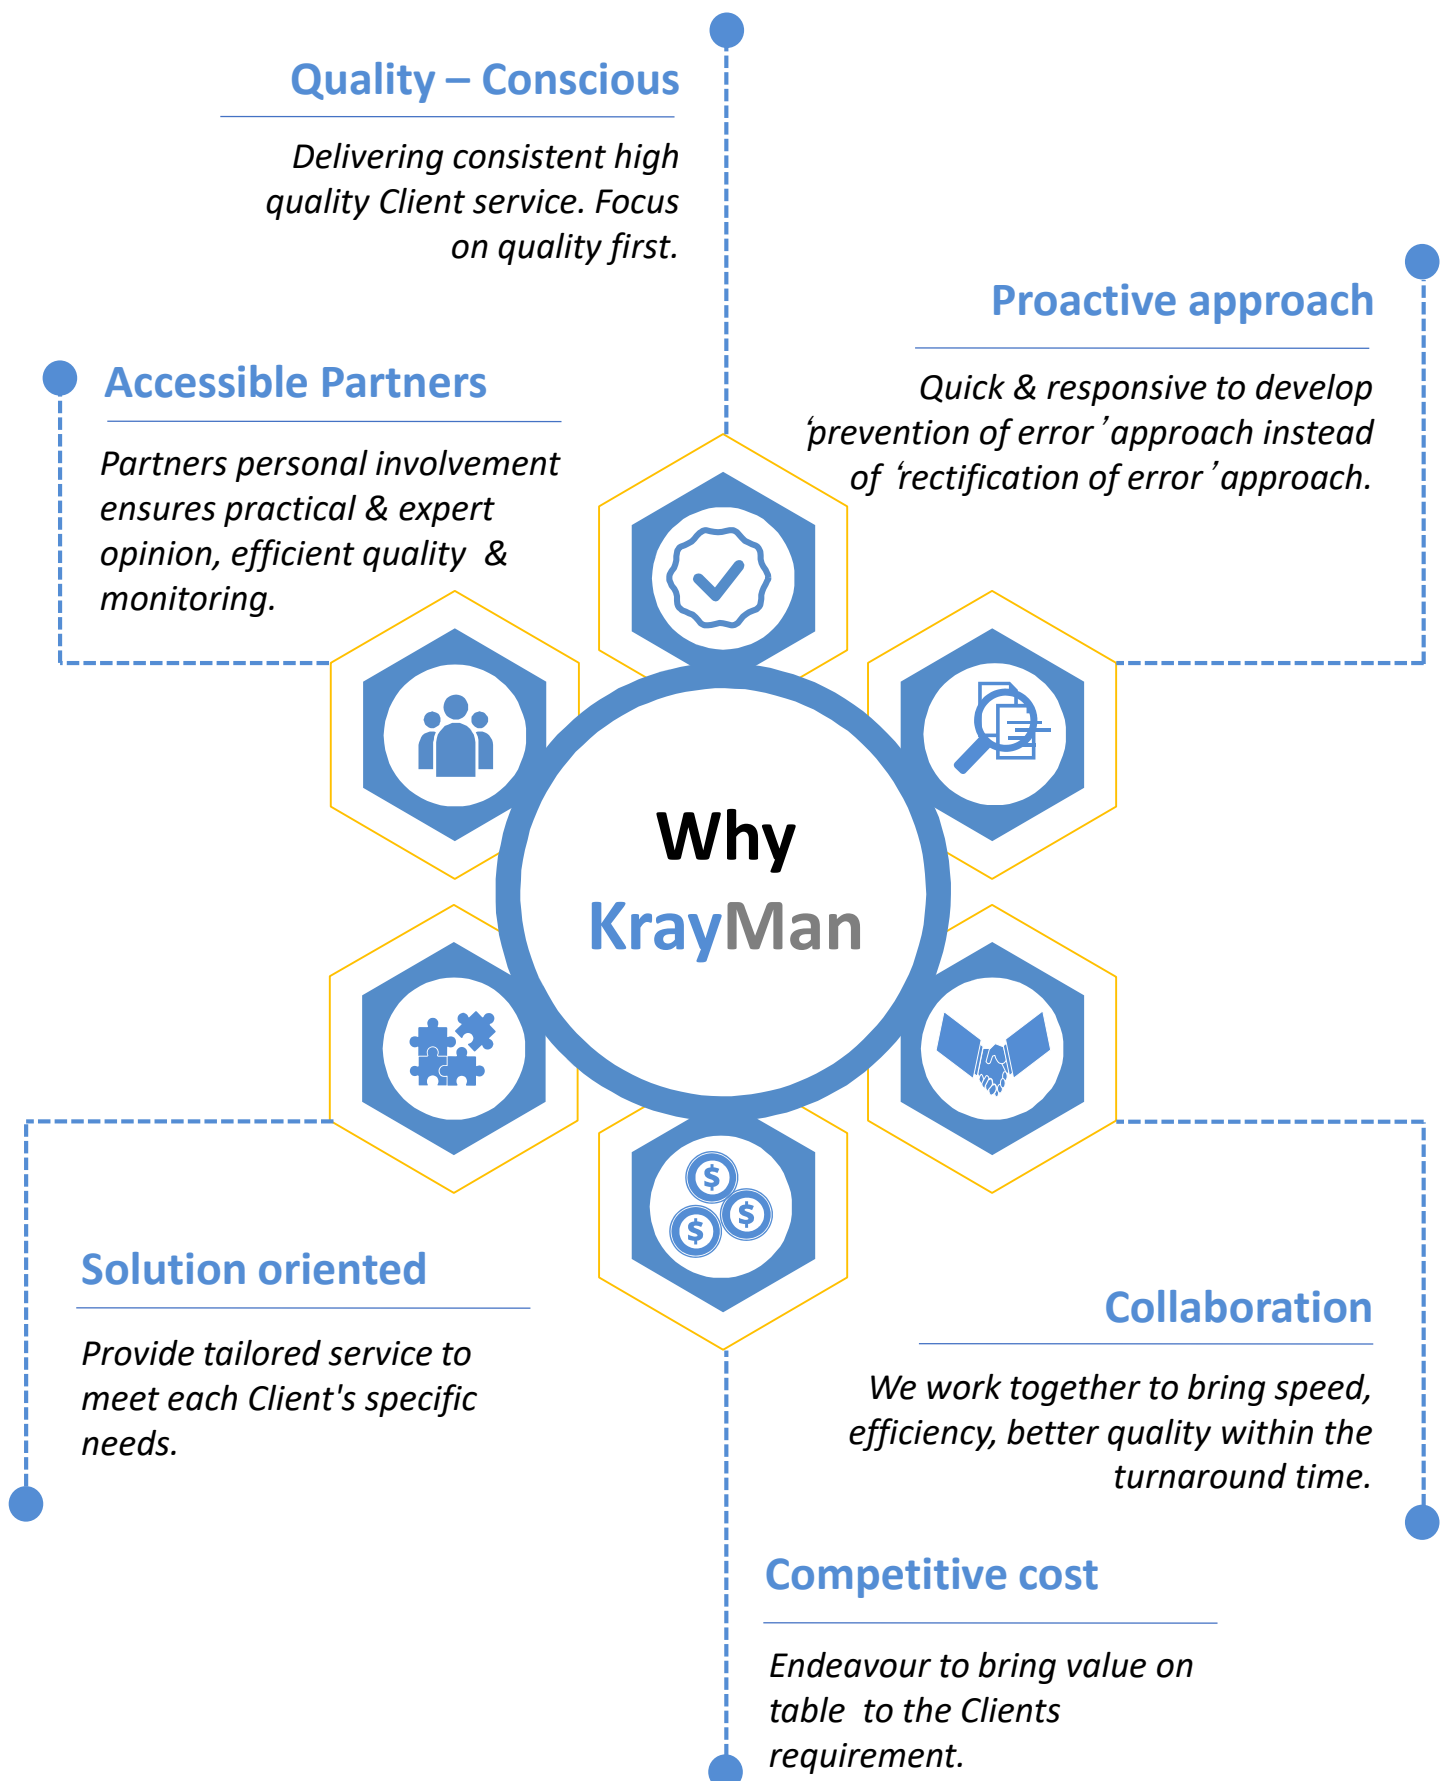 Quality – Conscious
Delivering consistent high
quality Client service. Focus
on quality first.
Proactive approach
Quick & responsive to develop
‘prevention of error’ approach instead
of ‘rectification of error’ approach.
Accessible Partners
Partners personal involvement
ensures practical & expert
opinion, efficient quality &
monitoring.
Why
KrayMan
$
$
$
Solution oriented
Provide tailored service to
meet each Client's specific
needs.
Collaboration
We work together to bring speed,
efficiency, better quality within the
turnaround time.
Competitive cost
Endeavour to bring value on
table to the Clients
requirement.